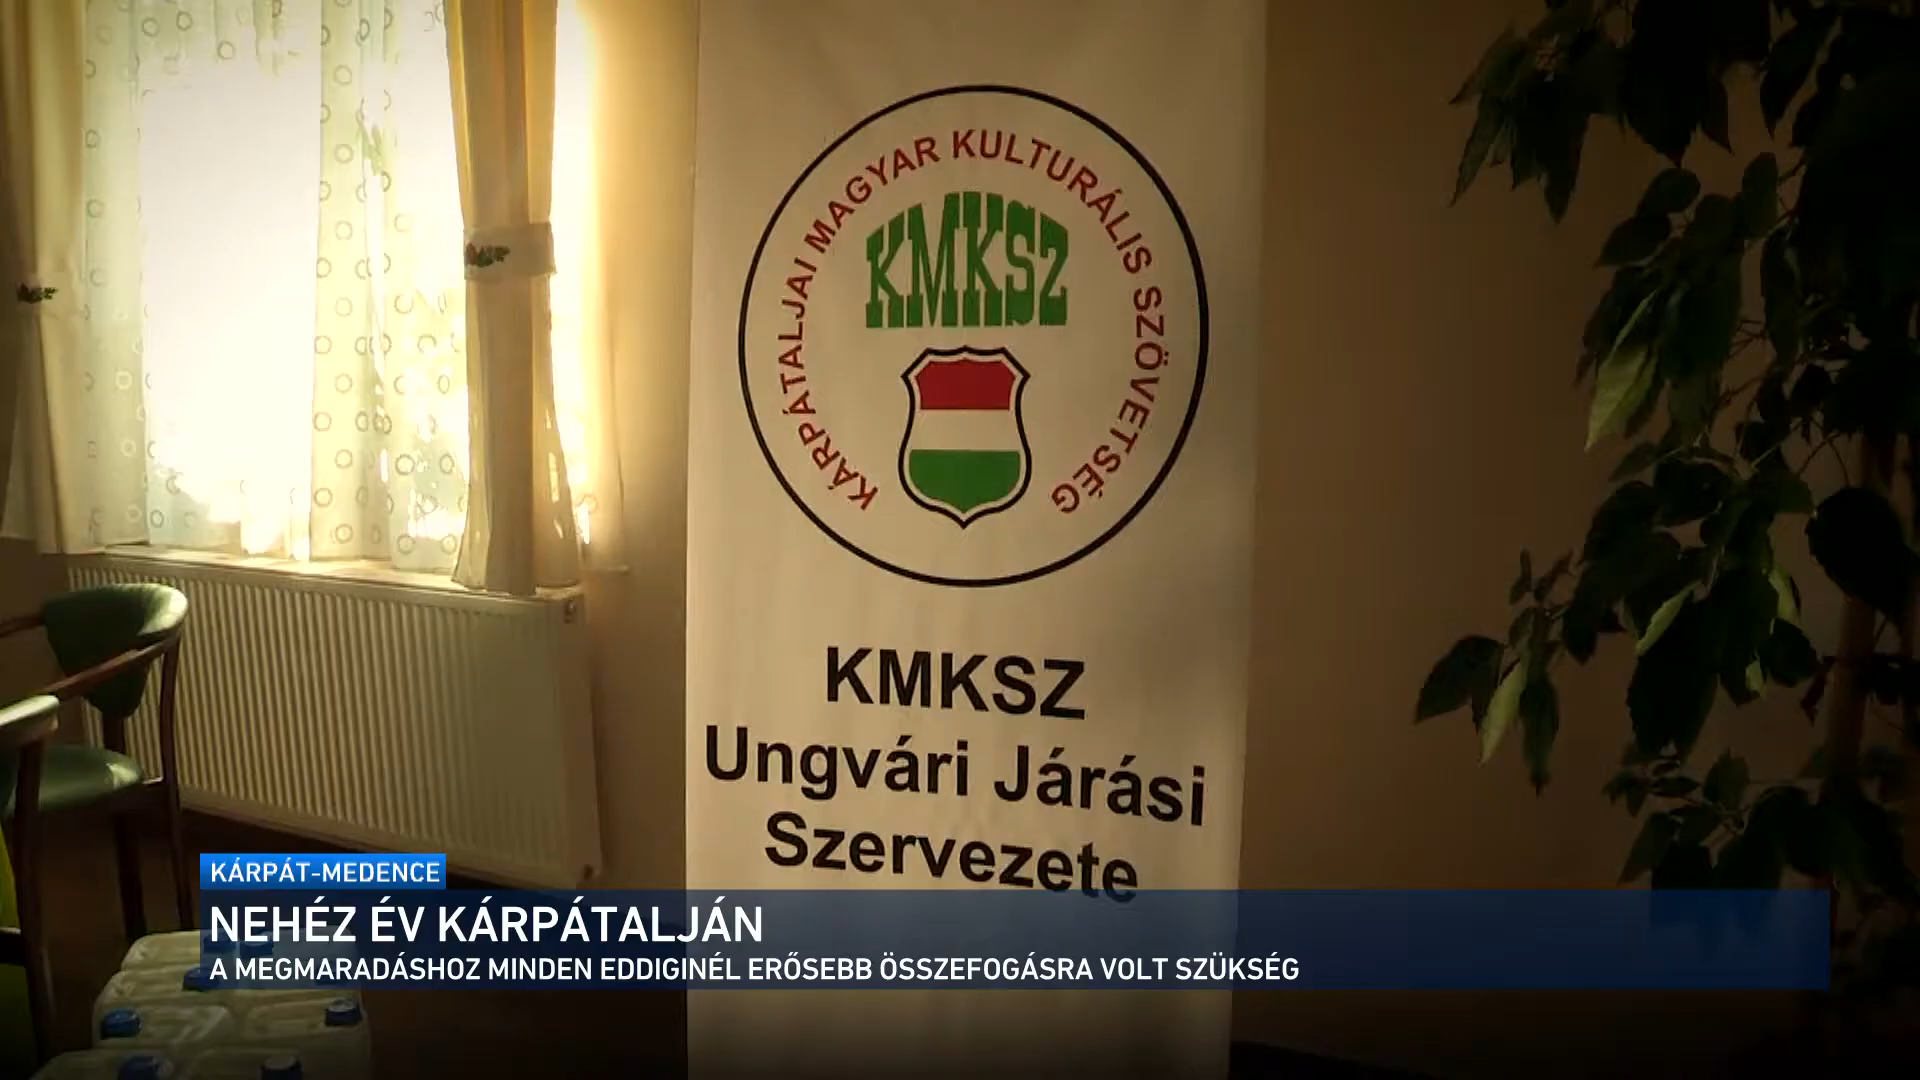 KÁRPÁTALJAI MAGYAR KULTURÁLIS SZÖVETSÉG
KMKSZ
KMKSZ
Ungvári Járási
Szervezete
KÁRPÁT-MEDENCE
NEHÉZ ÉV KÁRPÁTALJÁN
A MEGMARADÁSHOZ MINDEN EDDIGINÉL ERŐSEBB ÖSSZEFOGÁSRA VOLT SZÜKSÉG